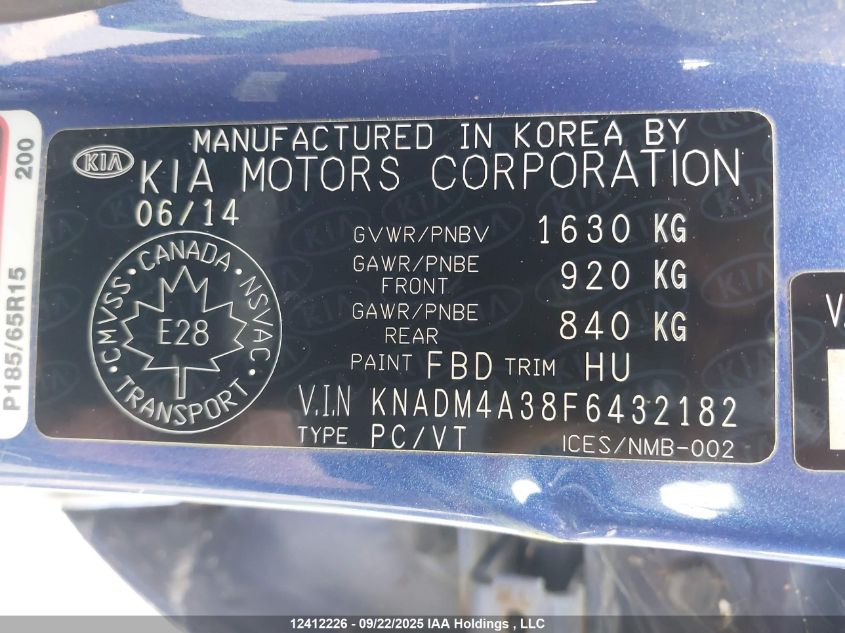 MANUFACTURED IN KOREA BY
KIA KIA MOTORS CORPORATION
06/14
GVWR/PNBV 1630 KG
GAWR/PNBE FRONT 920 KG
GAWR/PNBE REAR 840 KG
PAINT FBD TRIM HU
V.I.N KNADM4A38F6432182
TYPE PC/VT
ICES/NMB-002
CMVSS • CANADA • NSVAC • TRANSPORT •
E28
P185/65R15 200
V.
12412226 - 09/22/2025 IAA Holdings , LLC